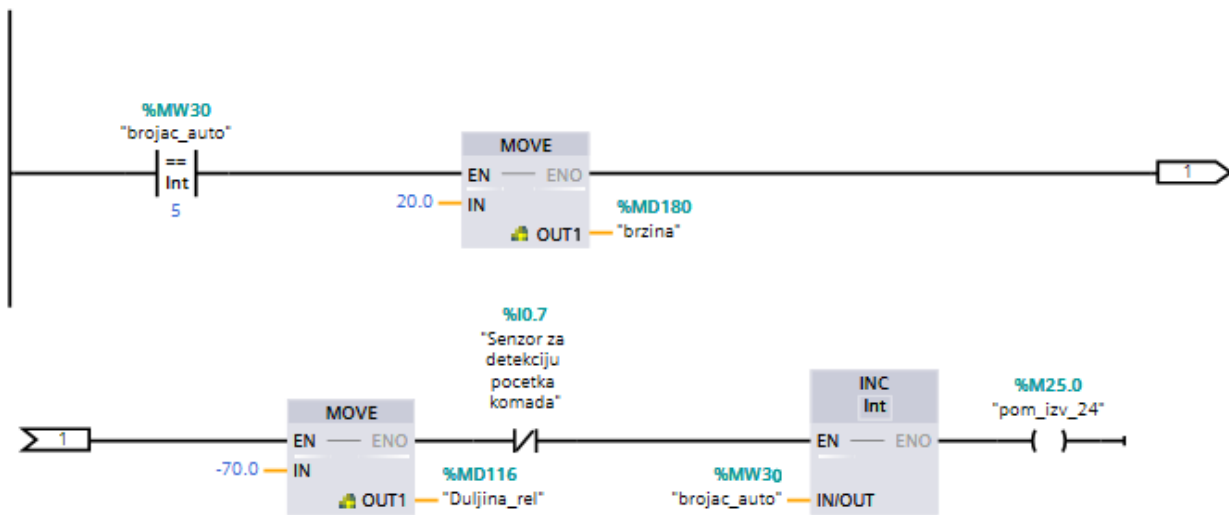 %MW30
"brojac_auto"
==
Int
5
MOVE
EN ENO
20.0 IN
OUT1
%MD180
"brzina"
1
1
MOVE
EN ENO
-70.0 IN
OUT1
%MD116
"Duljina_rel"
%I0.7
"Senzor za
detekciju
pocetka
komada"
INC
Int
EN ENO
%MW30
"brojac_auto" IN/OUT
%M25.0
"pom_izv_24"